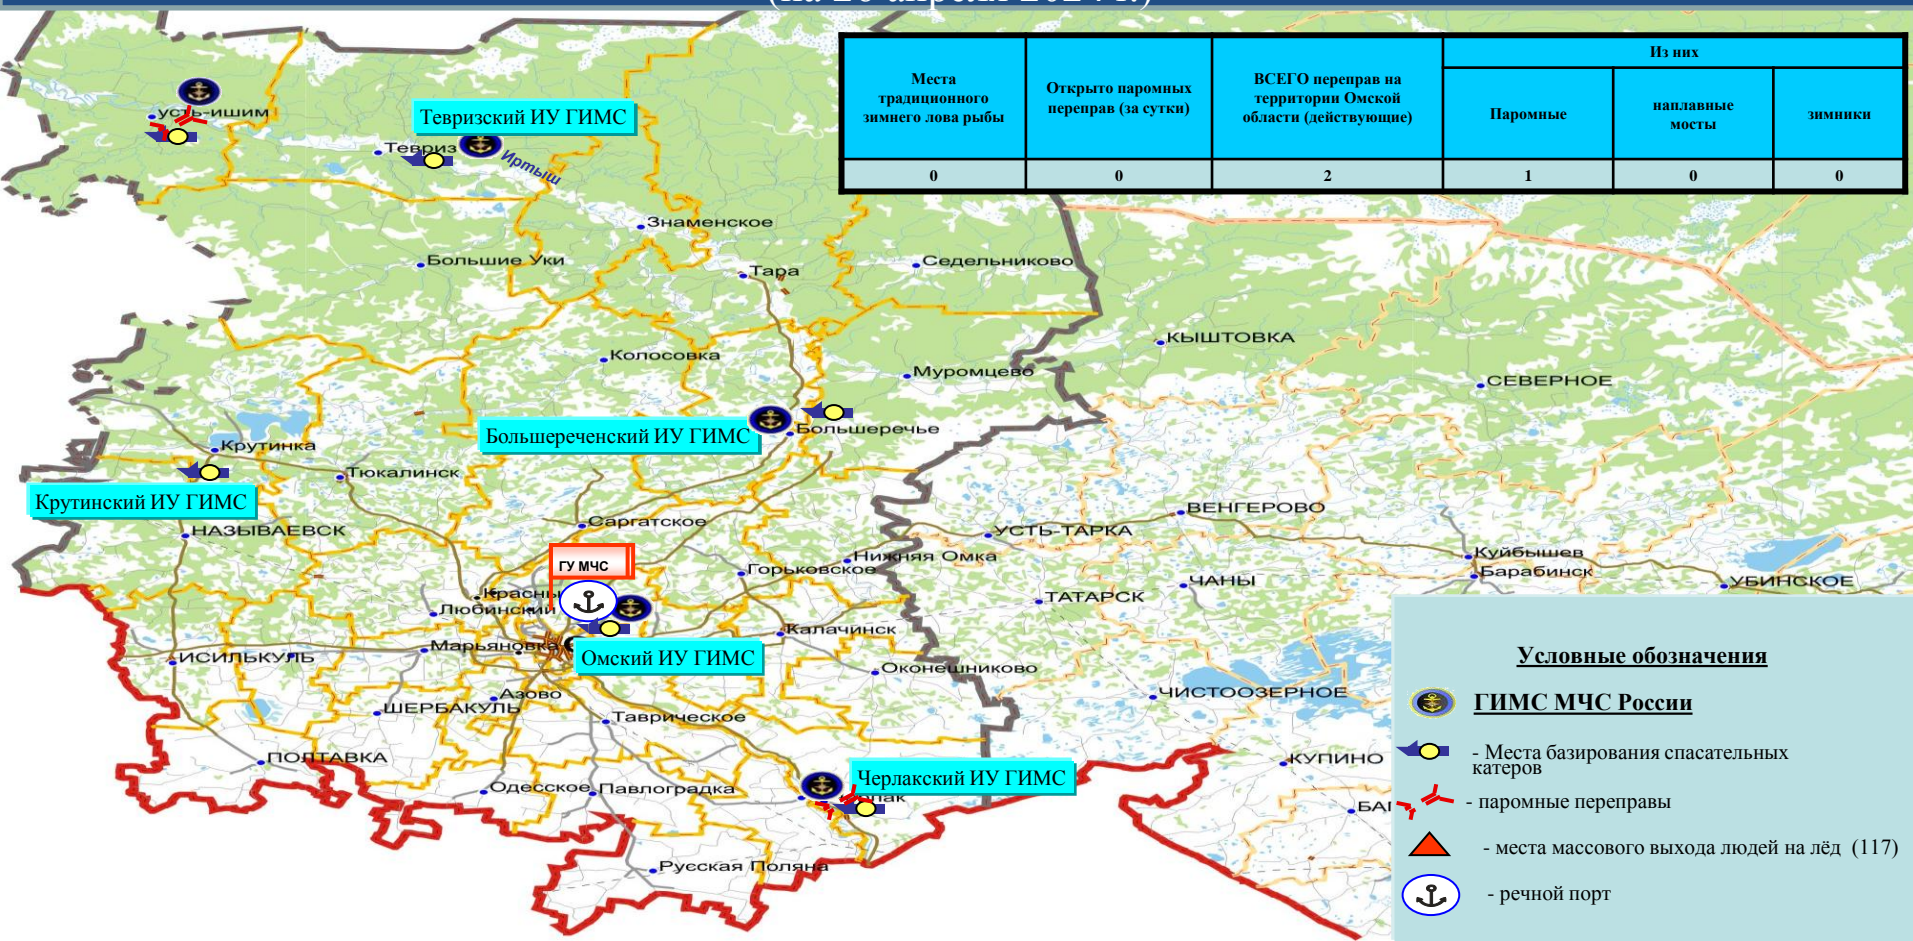 Места
традиционного
зимнего лова рыбы
Открыто паромных
переправ (за сутки)
ВСЕГО переправ на
территории Омской
области (действующие)
Из них
Паромные
наплавные
мосты
зимники
0
0
2
1
0
0
усть-ишим
Тевризский ИУ ГИМС
Тевриз
Иртыш
Знаменское
Большие Уки
Тара
Седельниково
КЫШТОВКА
Колосовка
Муромцево
СЕВЕРНОЕ
Большереченский ИУ ГИМС
Большеречье
Крутинка
Тюкалинск
Крутинский ИУ ГИМС
НАЗЫВАЕВСК
Саргатское
УСТЬ-ТАРКА
ВЕНГЕРОВО
Нижняя Омка
Куйбышев
ГУ МЧС
Горьковское
Барабинск
ЧАНЫ
УБИНСКОЕ
Красны
Любинский
ТАТАРСК
Калачинск
Марьяновка
ИСИЛЬКУЛЬ
Омский ИУ ГИМС
Оконешниково
ЧИСТООЗЕРНОЕ
Азово
ШЕРБАКУЛЬ
Таврическое
ПОЛТАВКА
КУПИНО
Черлакский ИУ ГИМС
Одесское
Павлоградка
лак
БАГ
Русская Поляна
Условные обозначения
ГИМС МЧС России
- Места базирования спасательных
катеров
- паромные переправы
- места массового выхода людей на лёд (117)
- речной порт